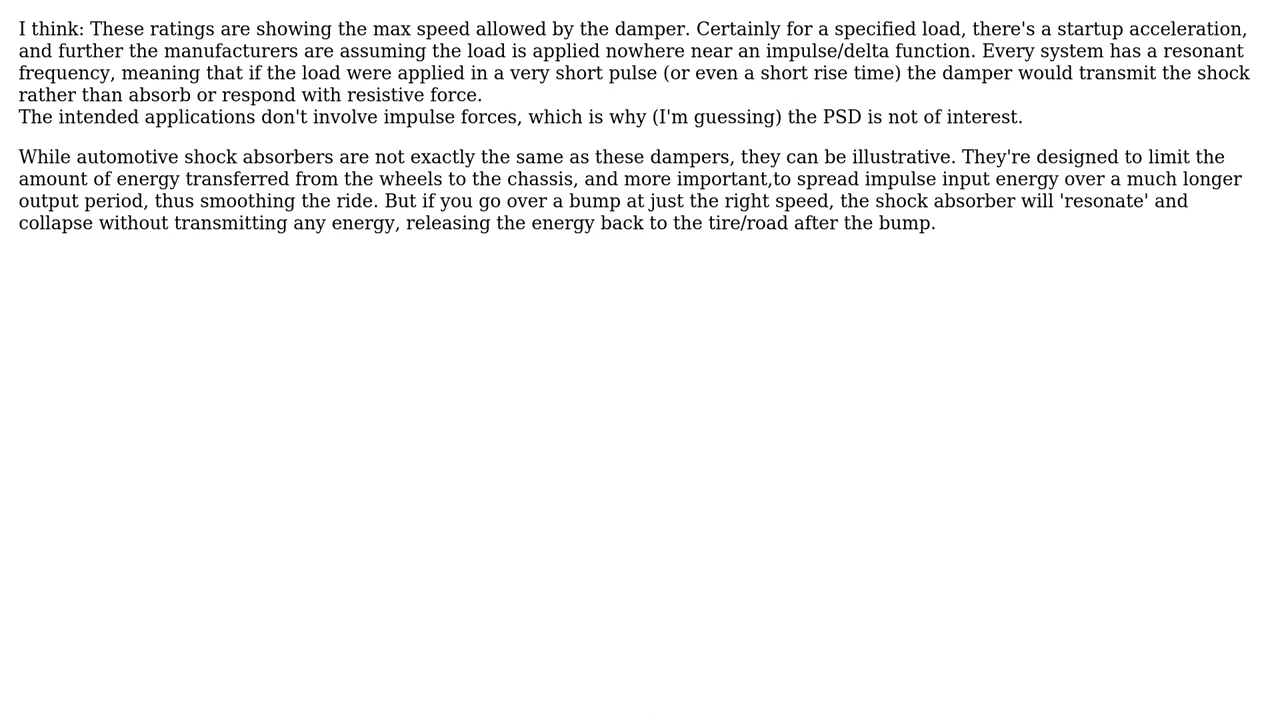 I think: These ratings are showing the max speed allowed by the damper. Certainly for a specified load, there's a startup acceleration,
and further the manufacturers are assuming the load is applied nowhere near an impulse/delta function. Every system has a resonant
frequency, meaning that if the load were applied in a very short pulse (or even a short rise time) the damper would transmit the shock
rather than absorb or respond with resistive force.
The intended applications don't involve impulse forces, which is why (I'm guessing) the PSD is not of interest.
While automotive shock absorbers are not exactly the same as these dampers, they can be illustrative. They're designed to limit the
amount of energy transferred from the wheels to the chassis, and more important,to spread impulse input energy over a much longer
output period, thus smoothing the ride. But if you go over a bump at just the right speed, the shock absorber will 'resonate' and
collapse without transmitting any energy, releasing the energy back to the tire/road after the bump.